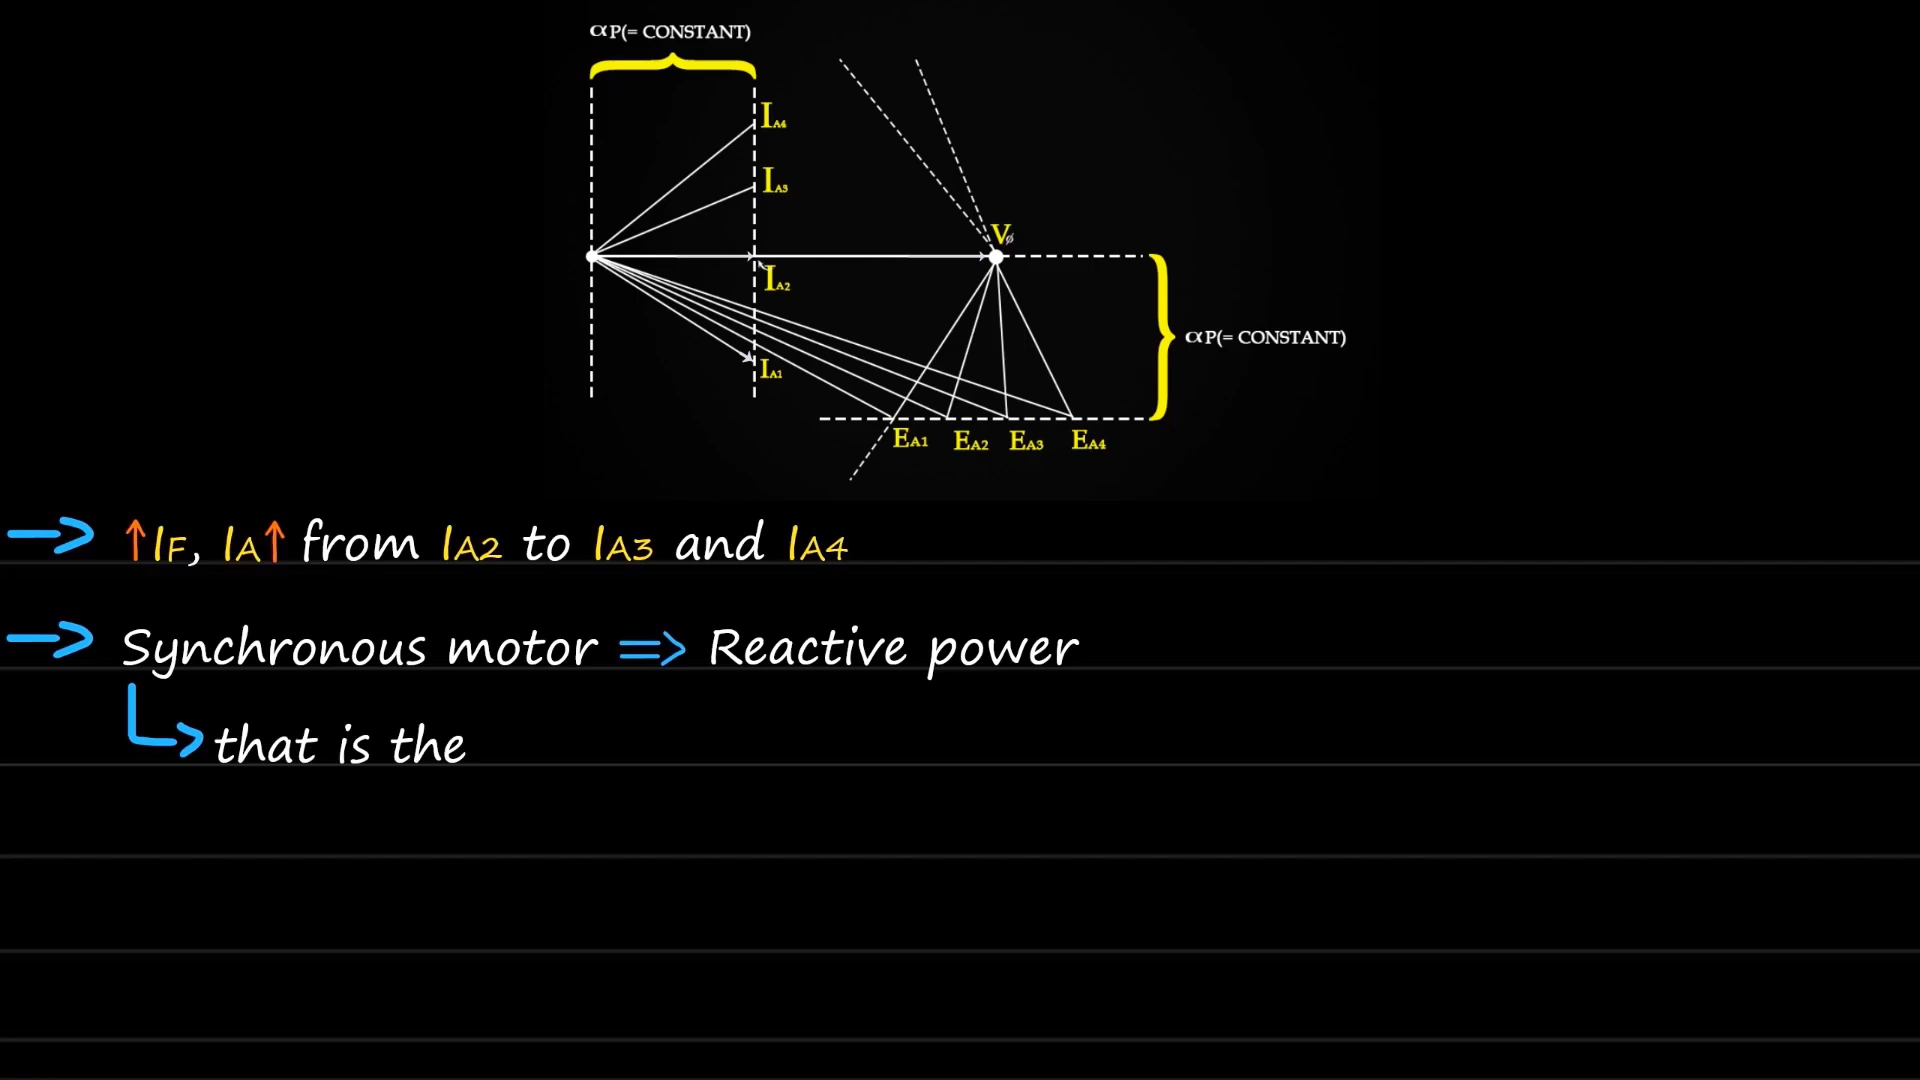 αP(= CONSTANT)
IA4
IA3
Vø
IA2
αP(= CONSTANT)
IA1
EA1 EA2 EA3 EA4
↑IF, IA↑ from IA2 to IA3 and IA4
Synchronous motor => Reactive power
that is the